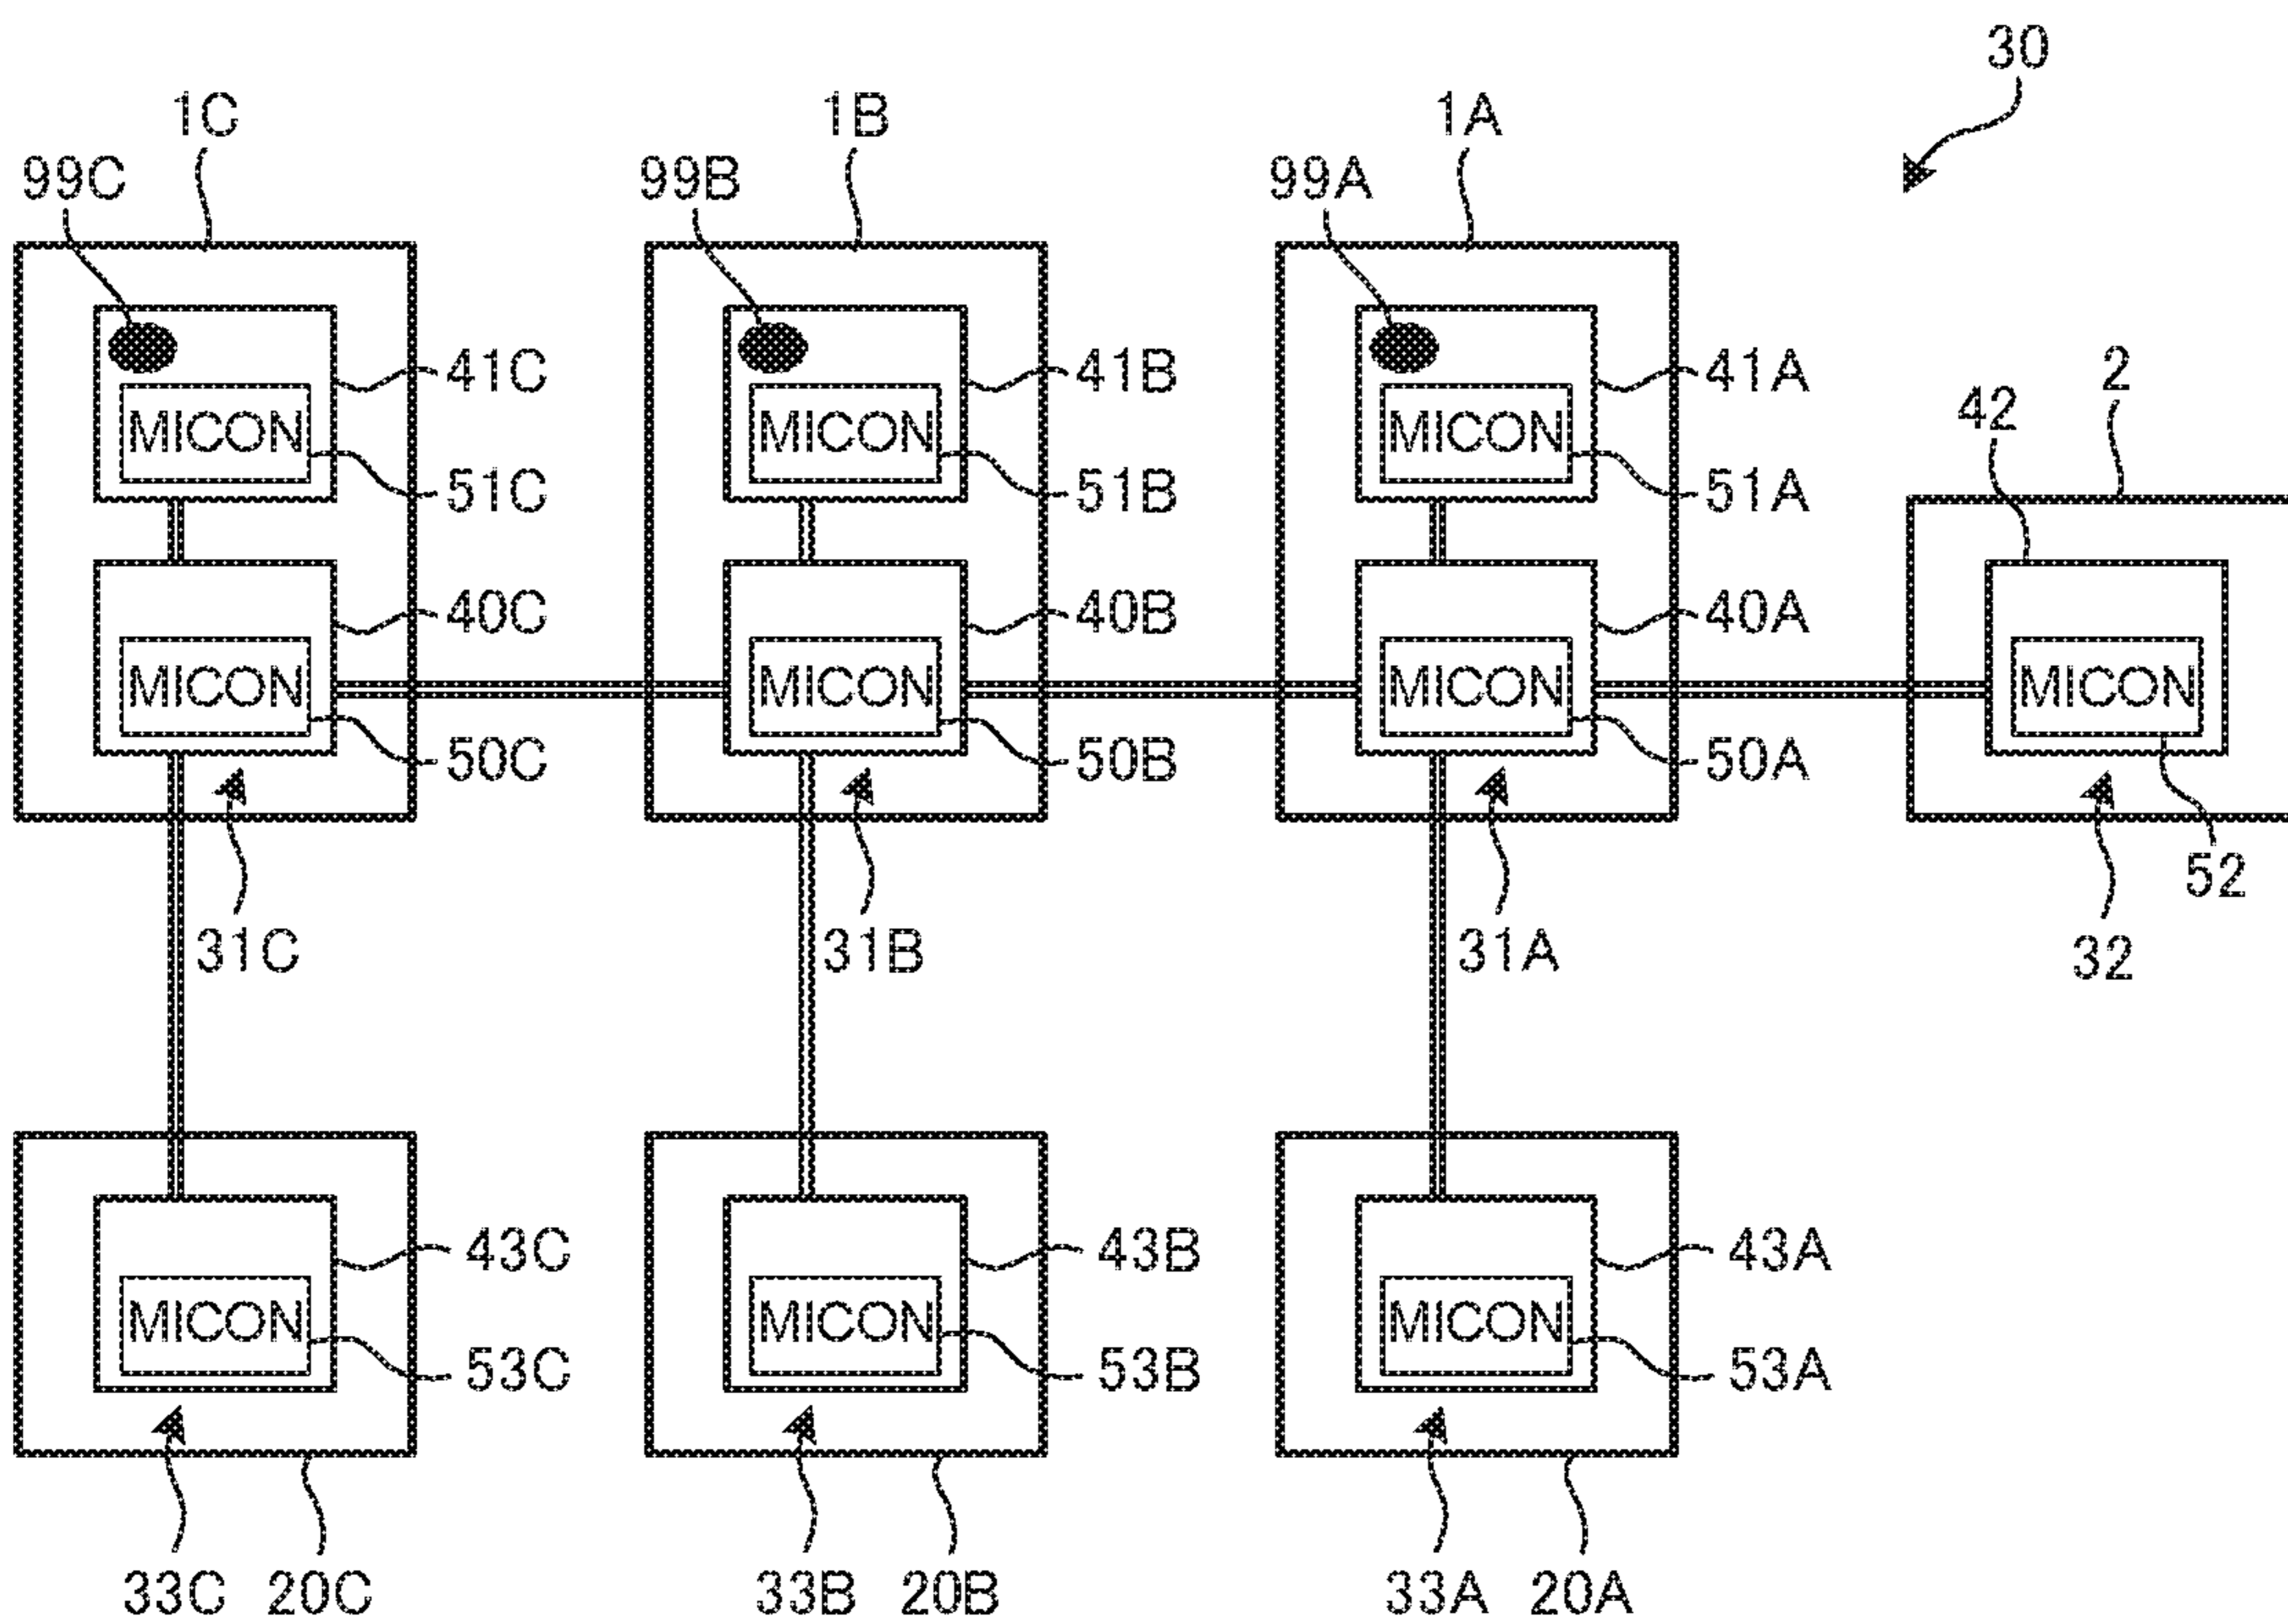 30
1C 1B 1A
99C 99B 99A
41C 41B 41A 2
MICON MICON MICON 42
51C 51B 51A
40C 40B 40A
MICON MICON MICON MICON
50C 50B 50A
52
31C 31B 31A 32
43C 43B 43A
MICON MICON MICON
53C 53B 53A
33C 20C 33B 20B 33A 20A